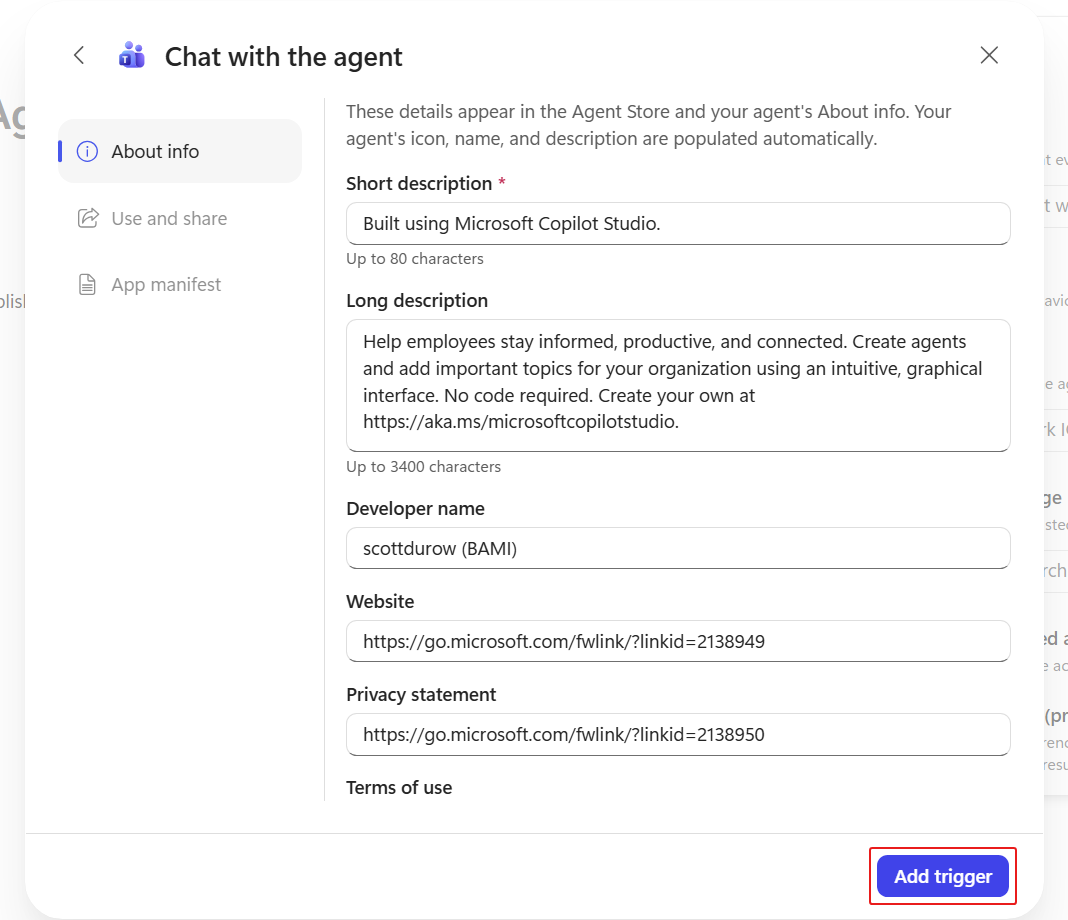 Chat with the agent
About info
Use and share
App manifest
These details appear in the Agent Store and your agent's About info. Your
agent's icon, name, and description are populated automatically.
Short description *
Built using Microsoft Copilot Studio.
Up to 80 characters
Long description
Help employees stay informed, productive, and connected. Create agents
and add important topics for your organization using an intuitive, graphical
interface. No code required. Create your own at
https://aka.ms/microsoftcopilotstudio.
Up to 3400 characters
Developer name
scottdurow (BAMI)
Website
https://go.microsoft.com/fwlink/?linkid=2138949
Privacy statement
https://go.microsoft.com/fwlink/?linkid=2138950
Terms of use
Add trigger